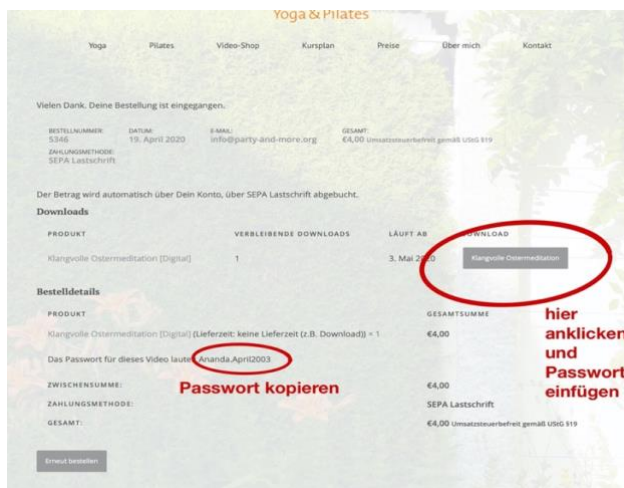 Yoga & Pilates
Yoga Pilates Video-Shop Kursplan Preise Über mich Kontakt
Vielen Dank. Deine Bestellung ist eingegangen.
BESTELLNUMMER: DATUM: E-MAIL: GESAMT:
5346 19. April 2020 info@party-and-more.org €4,00 Umsatzsteuerbefreit gemäß UStG §19
ZAHLUNGSMETHODE:
SEPA Lastschrift
Der Betrag wird automatisch über Dein Konto, über SEPA Lastschrift abgebucht.
Downloads
PRODUKT VERBLEIBENDE DOWNLOADS LÄUFT AB DOWNLOAD
Klangvolle Ostermeditation [Digital] 1 3. Mai 2020 Klangvolle Ostermeditation
Bestelldetails
PRODUKT GESAMTSUMME
Klangvolle Ostermeditation [Digital] (Lieferzeit: keine Lieferzeit (z.B. Download)) × 1 €4,00
Das Passwort für dieses Video lautet: Ananda.April2003
hier
anklicken
und
Passwort
einfügen
Passwort kopieren
ZWISCHENSUMME: €4,00
ZAHLUNGSMETHODE: SEPA Lastschrift
GESAMT: €4,00 Umsatzsteuerbefreit gemäß UStG §19
Erneut bestellen